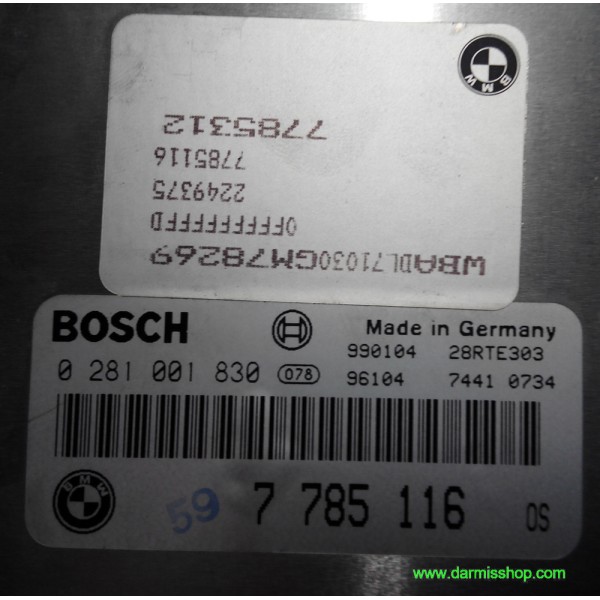 BMW
7785312
7785116
2249375
0FFFFFFFFFD
WBADL71030GM78269
BOSCH
Made in Germany
990104 28RTE303
0 281 001 830 078 96104 7441 0734
BMW
59 7 785 116 OS
www.darmisshop.com